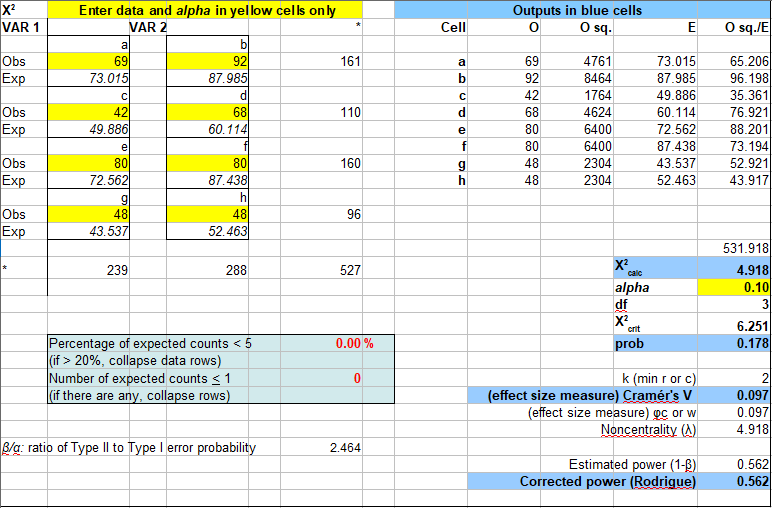 X² Enter data and alpha in yellow cells only Outputs in blue cells
VAR 1 VAR 2 * Cell O O sq. E O sq./E
a b
Obs 69 92 161 a 69 4761 73.015 65.206
Exp 73.015 87.985 b 92 8464 87.985 96.198
c d c 42 1764 49.886 35.361
Obs 42 68 110 d 68 4624 60.114 76.921
Exp 49.886 60.114 e 80 6400 72.562 88.201
e f f 80 6400 87.438 73.194
Obs 80 80 160 g 48 2304 43.537 52.921
Exp 72.562 87.438 h 48 2304 52.463 43.917
g h
Obs 48 48 96
Exp 43.537 52.463
531.918
* 239 288 527 X²calc 4.918
alpha 0.10
df 3
X²crit 6.251
Percentage of expected counts < 5 0.00 % prob 0.178
(if > 20%, collapse data rows)
Number of expected counts ≤ 1 0 k (min r or c) 2
(if there are any, collapse rows) (effect size measure) Cramér's V 0.097
(effect size measure) φc or w 0.097
Noncentrality (λ) 4.918
β/α: ratio of Type II to Type I error probability 2.464
Estimated power (1-β) 0.562
Corrected power (Rodrigue) 0.562